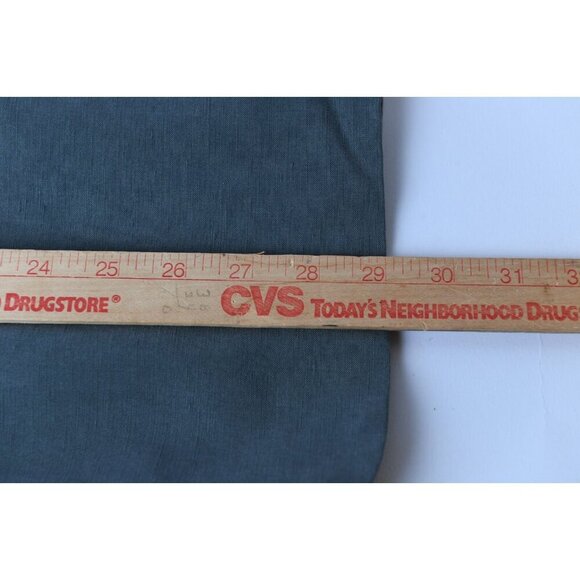 24 25 26 27 28 29 30 31
DRUGSTORE® CVS TODAY'S NEIGHBORHOOD DRUG